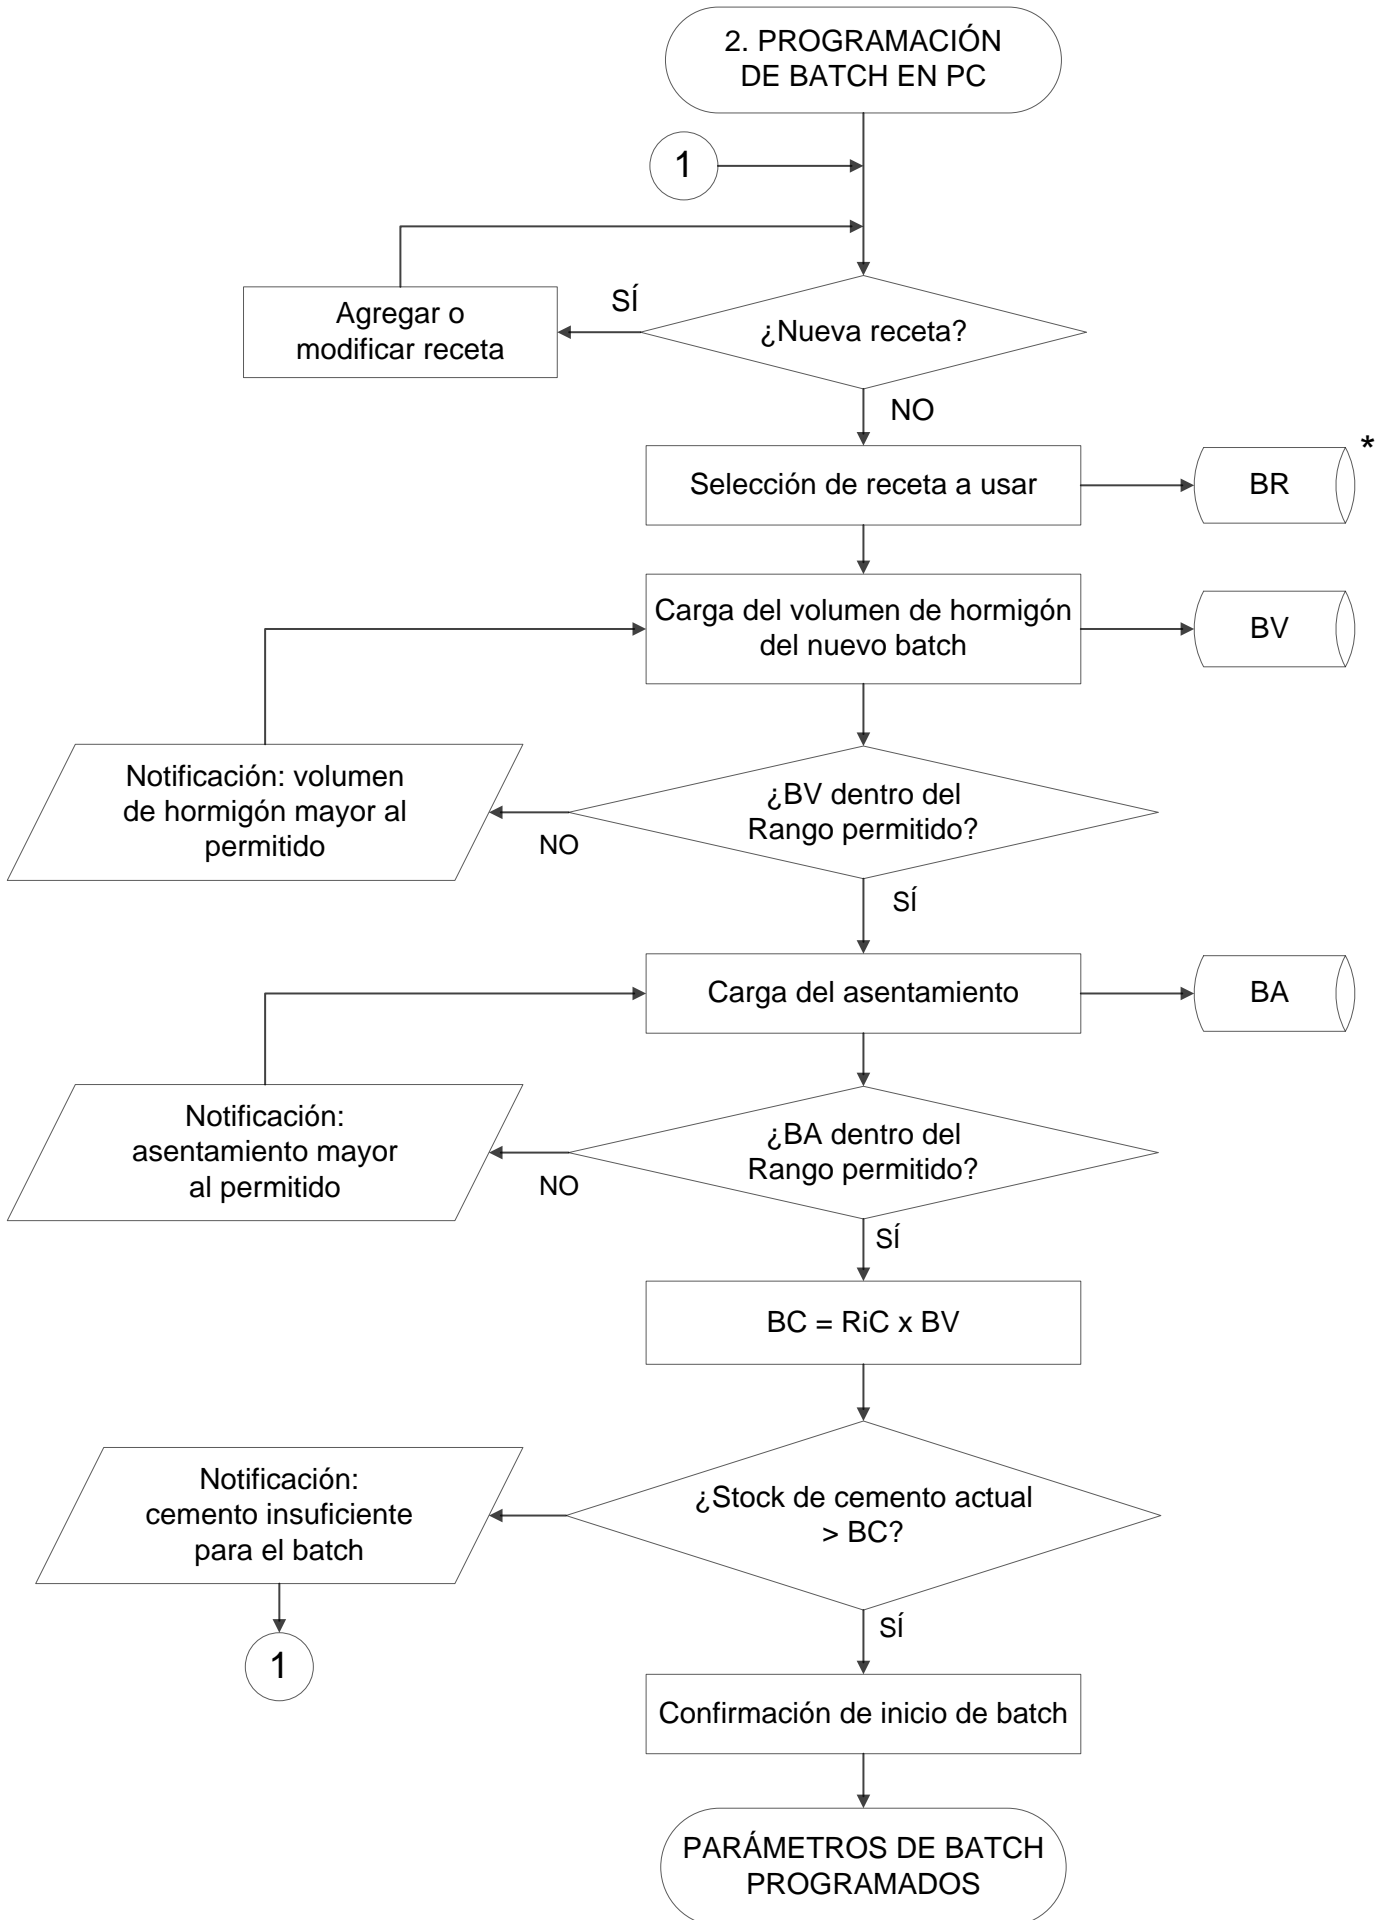 2. PROGRAMACIÓN
DE BATCH EN PC
1
SÍ
Agregar o
modificar receta
¿Nueva receta?
NO
*
Selección de receta a usar
BR
Carga del volumen de hormigón
del nuevo batch
BV
Notificación: volumen
de hormigón mayor al
permitido
¿BV dentro del
Rango permitido?
NO
SÍ
Carga del asentamiento
BA
Notificación:
asentamiento mayor
al permitido
¿BA dentro del
Rango permitido?
NO
SÍ
BC = RiC x BV
Notificación:
cemento insuficiente
para el batch
¿Stock de cemento actual
> BC?
SÍ
1
Confirmación de inicio de batch
PARÁMETROS DE BATCH
PROGRAMADOS